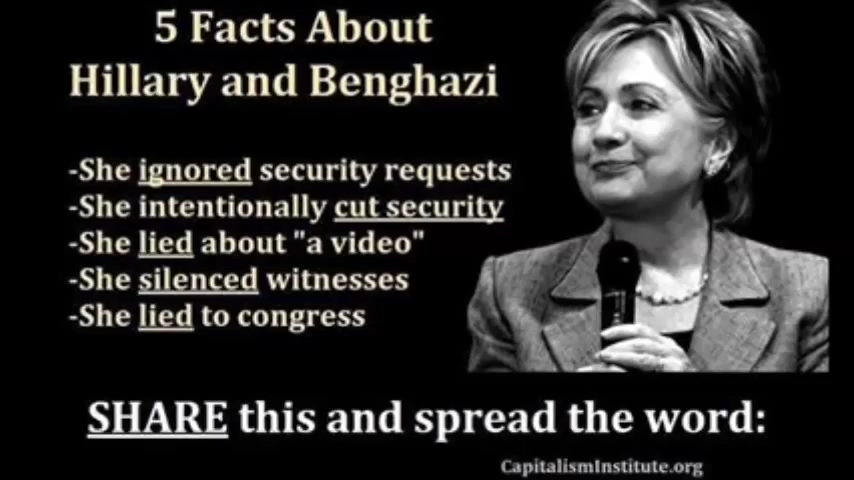 5 Facts About
Hillary and Benghazi
-She ignored security requests
-She intentionally cut security
-She lied about "a video"
-She silenced witnesses
-She lied to congress
SHARE this and spread the word:
CapitalismInstitute.org